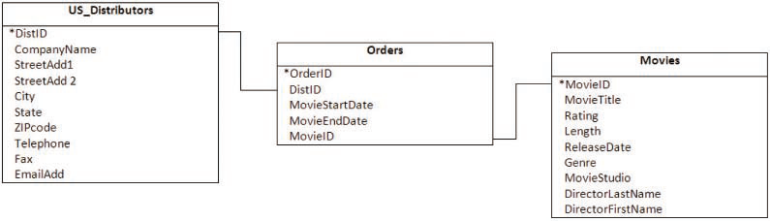 US_Distributors
*DistID
CompanyName
StreetAdd1
StreetAdd 2
City
State
ZIPcode
Telephone
Fax
EmailAdd
Orders
*OrderID
DistID
MovieStartDate
MovieEndDate
MovieID
Movies
*MovieID
MovieTitle
Rating
Length
ReleaseDate
Genre
MovieStudio
DirectorLastName
DirectorFirstName